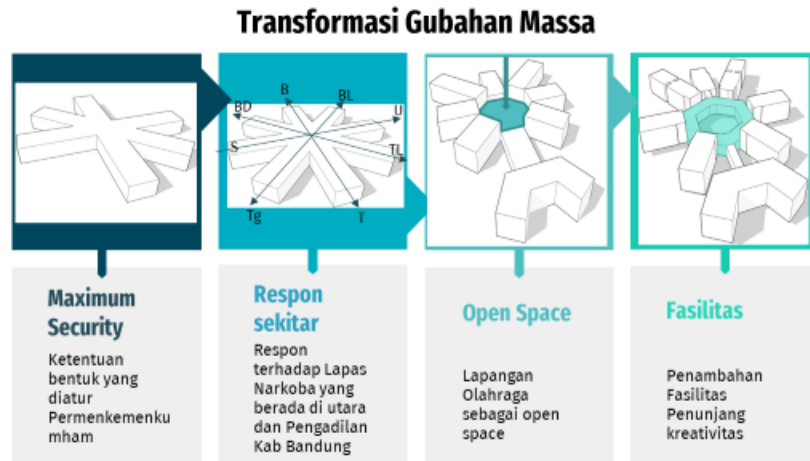 Transformasi Gubahan Massa
B
BL
BD
U
S
TL
Tg
T
Maximum
Security
Ketentuan
bentuk yang
diatur
Permenkemenku
mham
Respon
sekitar
Respon
terhadap Lapas
Narkoba yang
berada di utara
dan Pengadilan
Kab Bandung
Open Space
Lapangan
Olahraga
sebagai open
space
Fasilitas
Penambahan
Fasilitas
Penunjang
kreativitas